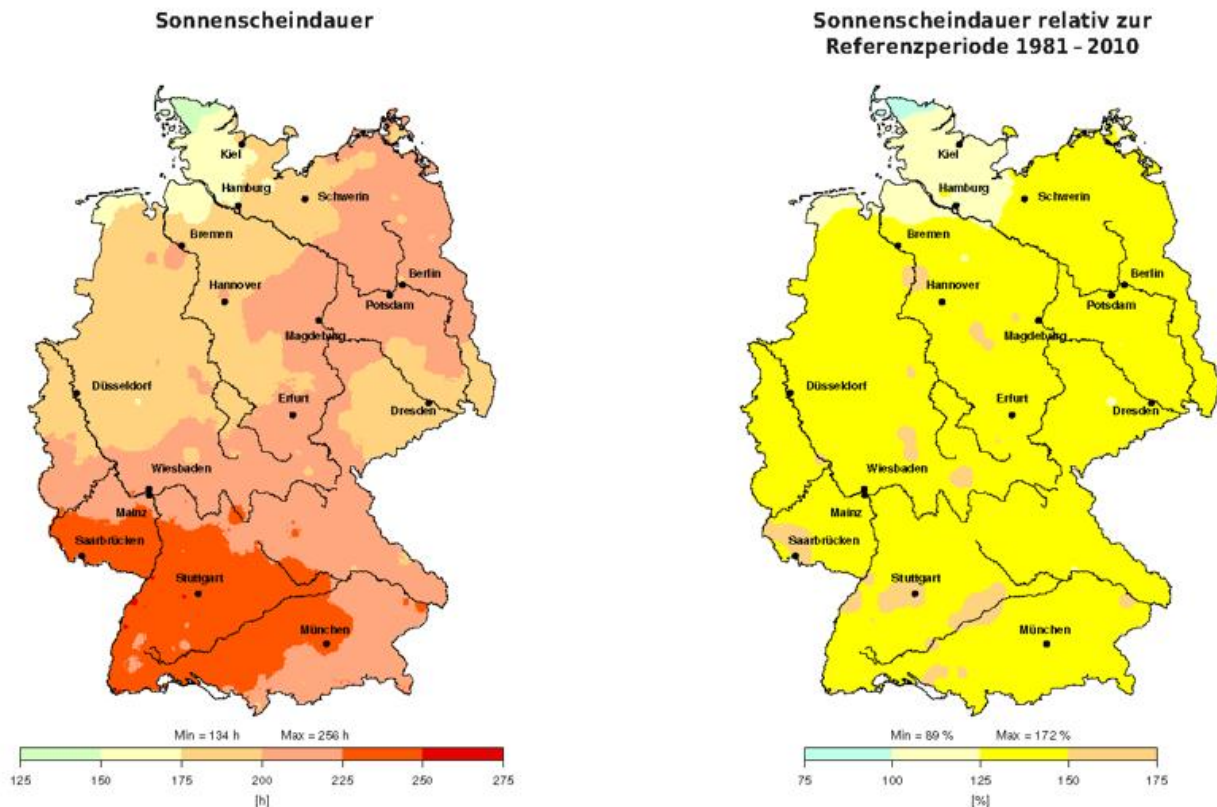 Sonnenscheindauer
Kiel
Hamburg
Schwerin
Bremen
Berlin
Hannover
Potsdam
Magdeburg
Düsseldorf
Erfurt
Dresden
Wiesbaden
Mainz
Saarbrücken
Stuttgart
München
Min = 134 h Max = 256 h
125 150 175 200 225 250 275
[h]
Sonnenscheindauer relativ zur
Referenzperiode 1981 – 2010
Kiel
Hamburg
Schwerin
Bremen
Berlin
Hannover
Potsdam
Magdeburg
Düsseldorf
Erfurt
Dresden
Wiesbaden
Mainz
Saarbrücken
Stuttgart
München
Min = 89 % Max = 172 %
75 100 125 150 175
[%]